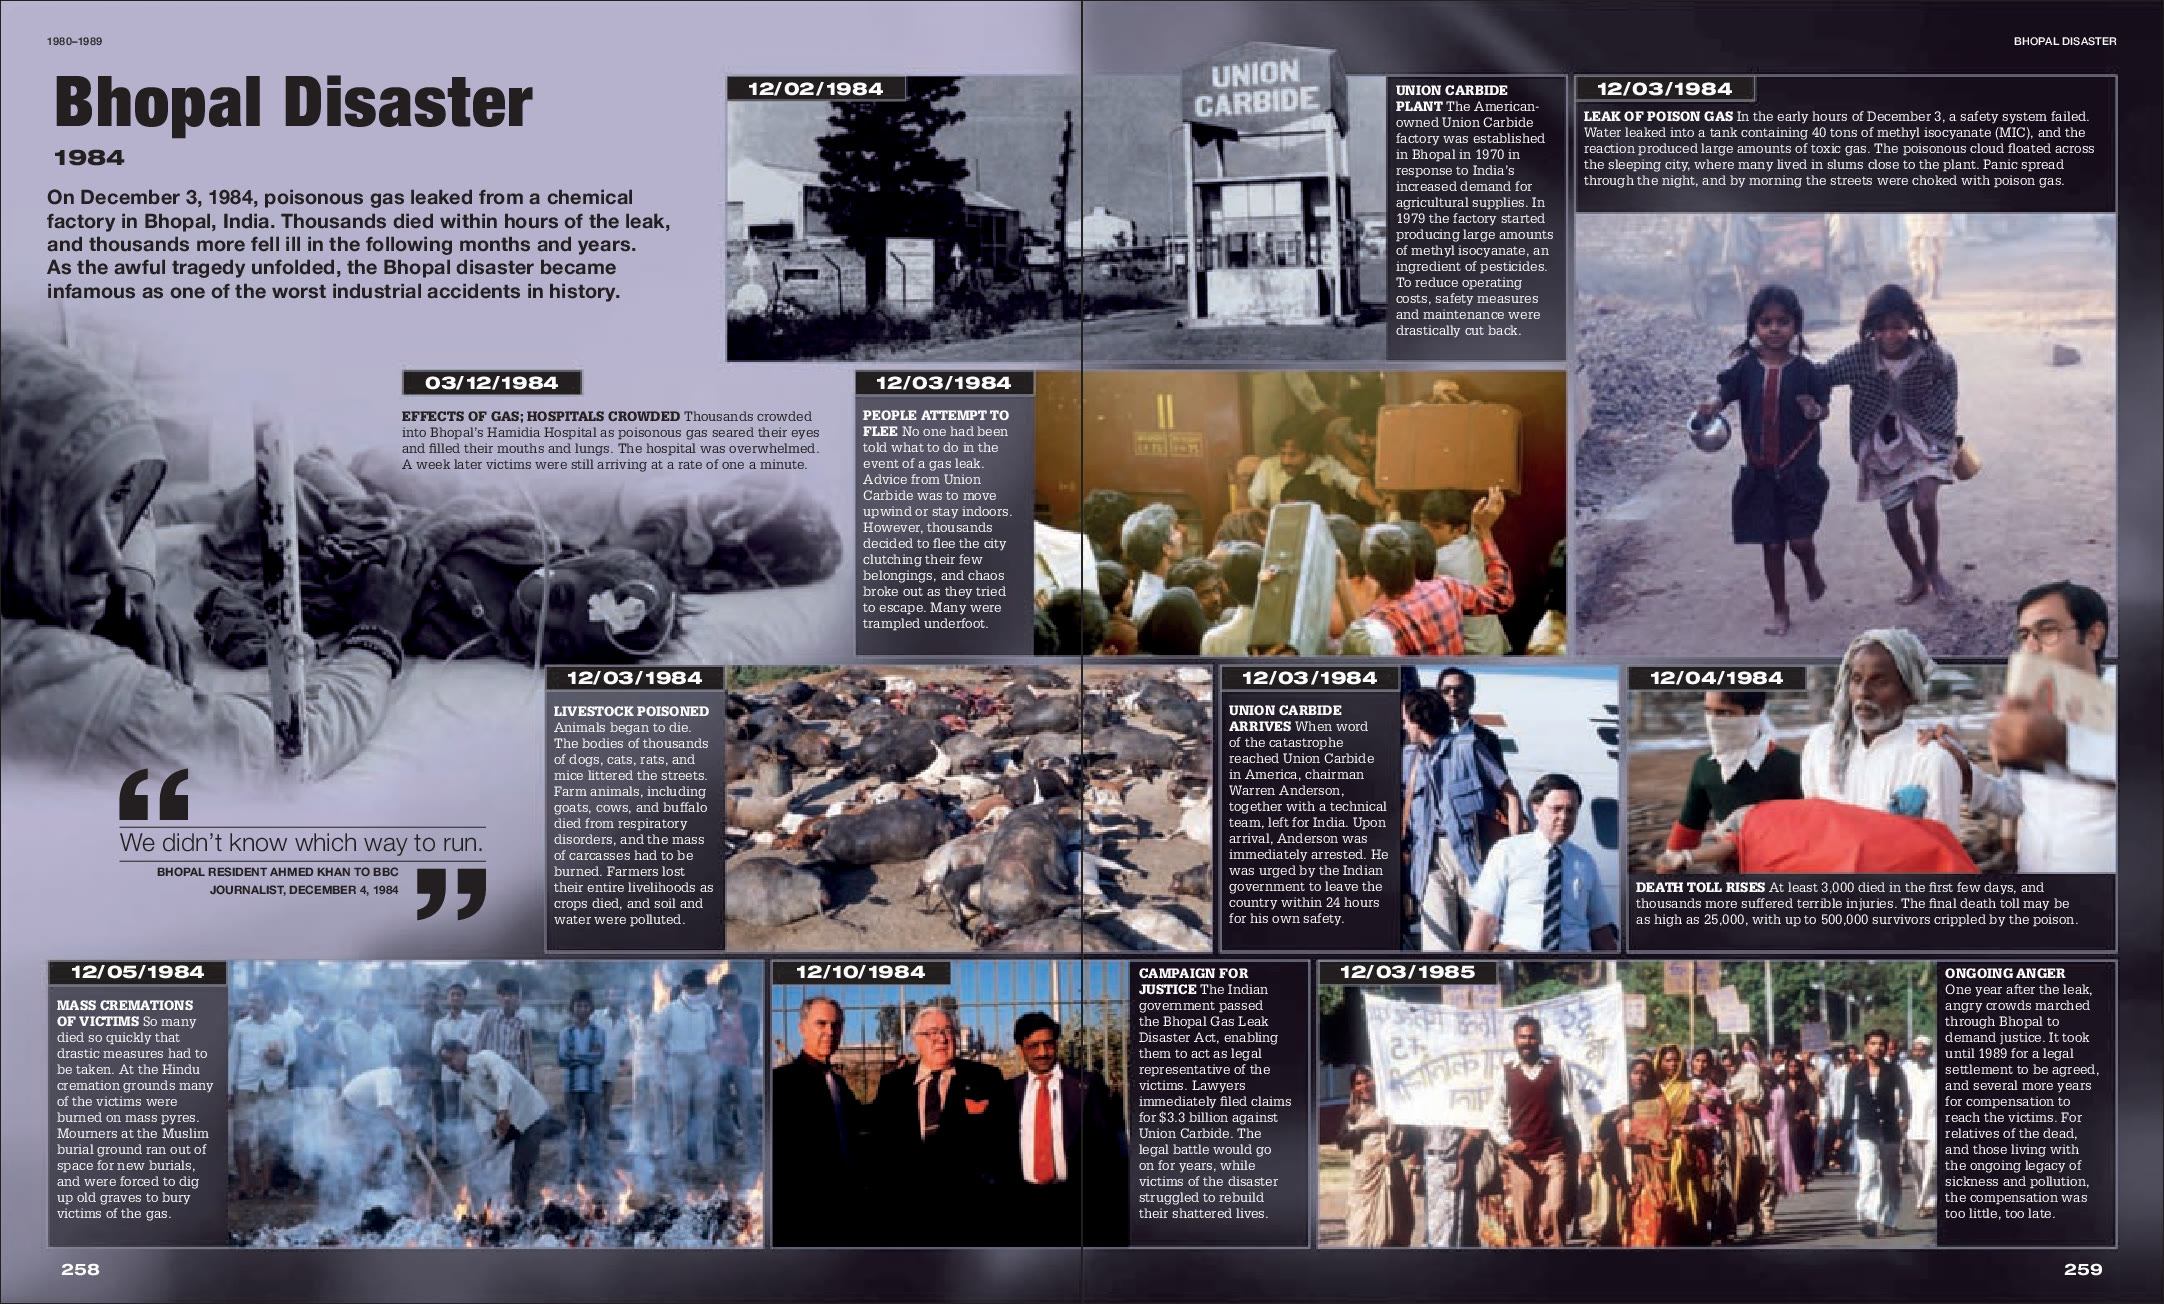 1980–1989
BHOPAL DISASTER
Bhopal Disaster
1984
On December 3, 1984, poisonous gas leaked from a chemical
factory in Bhopal, India. Thousands died within hours of the leak,
and thousands more fell ill in the following months and years.
As the awful tragedy unfolded, the Bhopal disaster became
infamous as one of the worst industrial accidents in history.
12/02/1984
UNION
CARBIDE
UNION CARBIDE
PLANT The American-
owned Union Carbide
factory was established
in Bhopal in 1970 in
response to India's
increased demand for
agricultural supplies. In
1979 the factory started
producing large amounts
of methyl isocyanate, an
ingredient of pesticides.
To reduce operating
costs, safety measures
and maintenance were
drastically cut back.
12/03/1984
LEAK OF POISON GAS In the early hours of December 3, a safety system failed.
Water leaked into a tank containing 40 tons of methyl isocyanate (MIC), and the
reaction produced large amounts of toxic gas. The poisonous cloud floated across
the sleeping city, where many lived in slums close to the plant. Panic spread
through the night, and by morning the streets were choked with poison gas.
03/12/1984
EFFECTS OF GAS; HOSPITALS CROWDED Thousands crowded
into Bhopal's Hamidia Hospital as poisonous gas seared their eyes
and filled their mouths and lungs. The hospital was overwhelmed.
A week later victims were still arriving at a rate of one a minute.
12/03/1984
PEOPLE ATTEMPT TO
FLEE No one had been
told what to do in the
event of a gas leak.
Advice from Union
Carbide was to move
upwind or stay indoors.
However, thousands
decided to flee the city
clutching their few
belongings, and chaos
broke out as they tried
to escape. Many were
trampled underfoot.
12/03/1984
LIVESTOCK POISONED
Animals began to die.
The bodies of thousands
of dogs, cats, rats, and
mice littered the streets.
Farm animals, including
goats, cows, and buffalo
died from respiratory
disorders, and the mass
of carcasses had to be
burned. Farmers lost
their entire livelihoods as
crops died, and soil and
water were polluted.
12/03/1984
UNION CARBIDE
ARRIVES When word
of the catastrophe
reached Union Carbide
in America, chairman
Warren Anderson,
together with a technical
team, left for India. Upon
arrival, Anderson was
immediately arrested. He
was urged by the Indian
government to leave the
country within 24 hours
for his own safety.
12/04/1984
DEATH TOLL RISES At least 3,000 died in the first few days, and
thousands more suffered terrible injuries. The final death toll may be
as high as 25,000, with up to 500,000 survivors crippled by the poison.
“
We didn't know which way to run.
BHOPAL RESIDENT AHMED KHAN TO BBC
JOURNALIST, DECEMBER 4, 1984
”
12/05/1984
MASS CREMATIONS
OF VICTIMS So many
died so quickly that
drastic measures had to
be taken. At the Hindu
cremation grounds many
of the victims were
burned on mass pyres.
Mourners at the Muslim
burial ground ran out of
space for new burials,
and were forced to dig
up old graves to bury
victims of the gas.
12/10/1984
CAMPAIGN FOR
JUSTICE The Indian
government passed
the Bhopal Gas Leak
Disaster Act, enabling
them to act as legal
representative of the
victims. Lawyers
immediately filed claims
for $3.3 billion against
Union Carbide. The
legal battle would go
on for years, while
victims of the disaster
struggled to rebuild
their shattered lives.
12/03/1985
ONGOING ANGER
One year after the leak,
angry crowds marched
through Bhopal to
demand justice. It took
until 1989 for a legal
settlement to be agreed,
and several more years
for compensation to
reach the victims. For
relatives of the dead,
and those living with
the ongoing legacy of
sickness and pollution,
the compensation was
too little, too late.
258
259